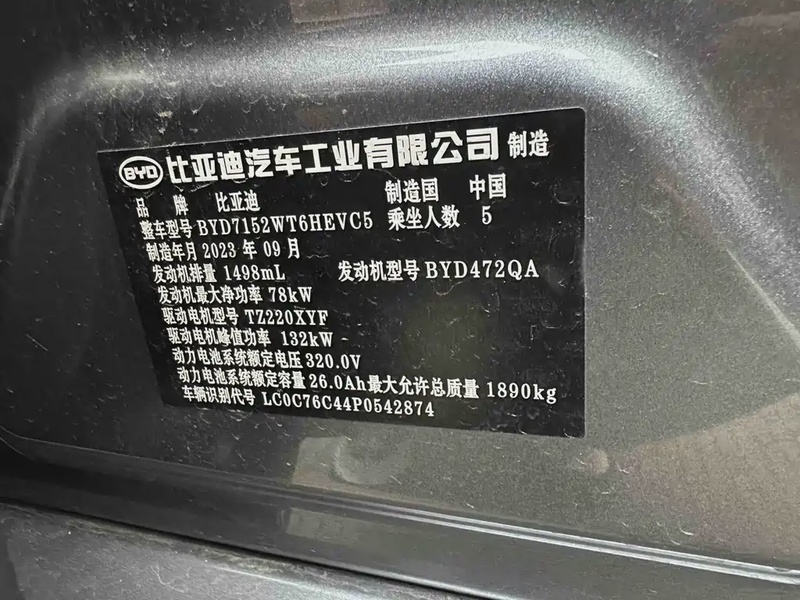 BYD 比亚迪汽车工业有限公司 制造
品 牌 比亚迪 制造国 中国
整车型号 BYD7152WT6HEVC5 乘坐人数 5
制造年月 2023 年 09 月
发动机排量 1498mL 发动机型号 BYD472QA
发动机最大净功率 78kW
驱动电机型号 TZ220XYF
驱动电机峰值功率 132kW
动力电池系统额定电压 320.0V
动力电池系统额定容量 26.0Ah 最大允许总质量 1890kg
车辆识别代号 LC0C76C44P0542874